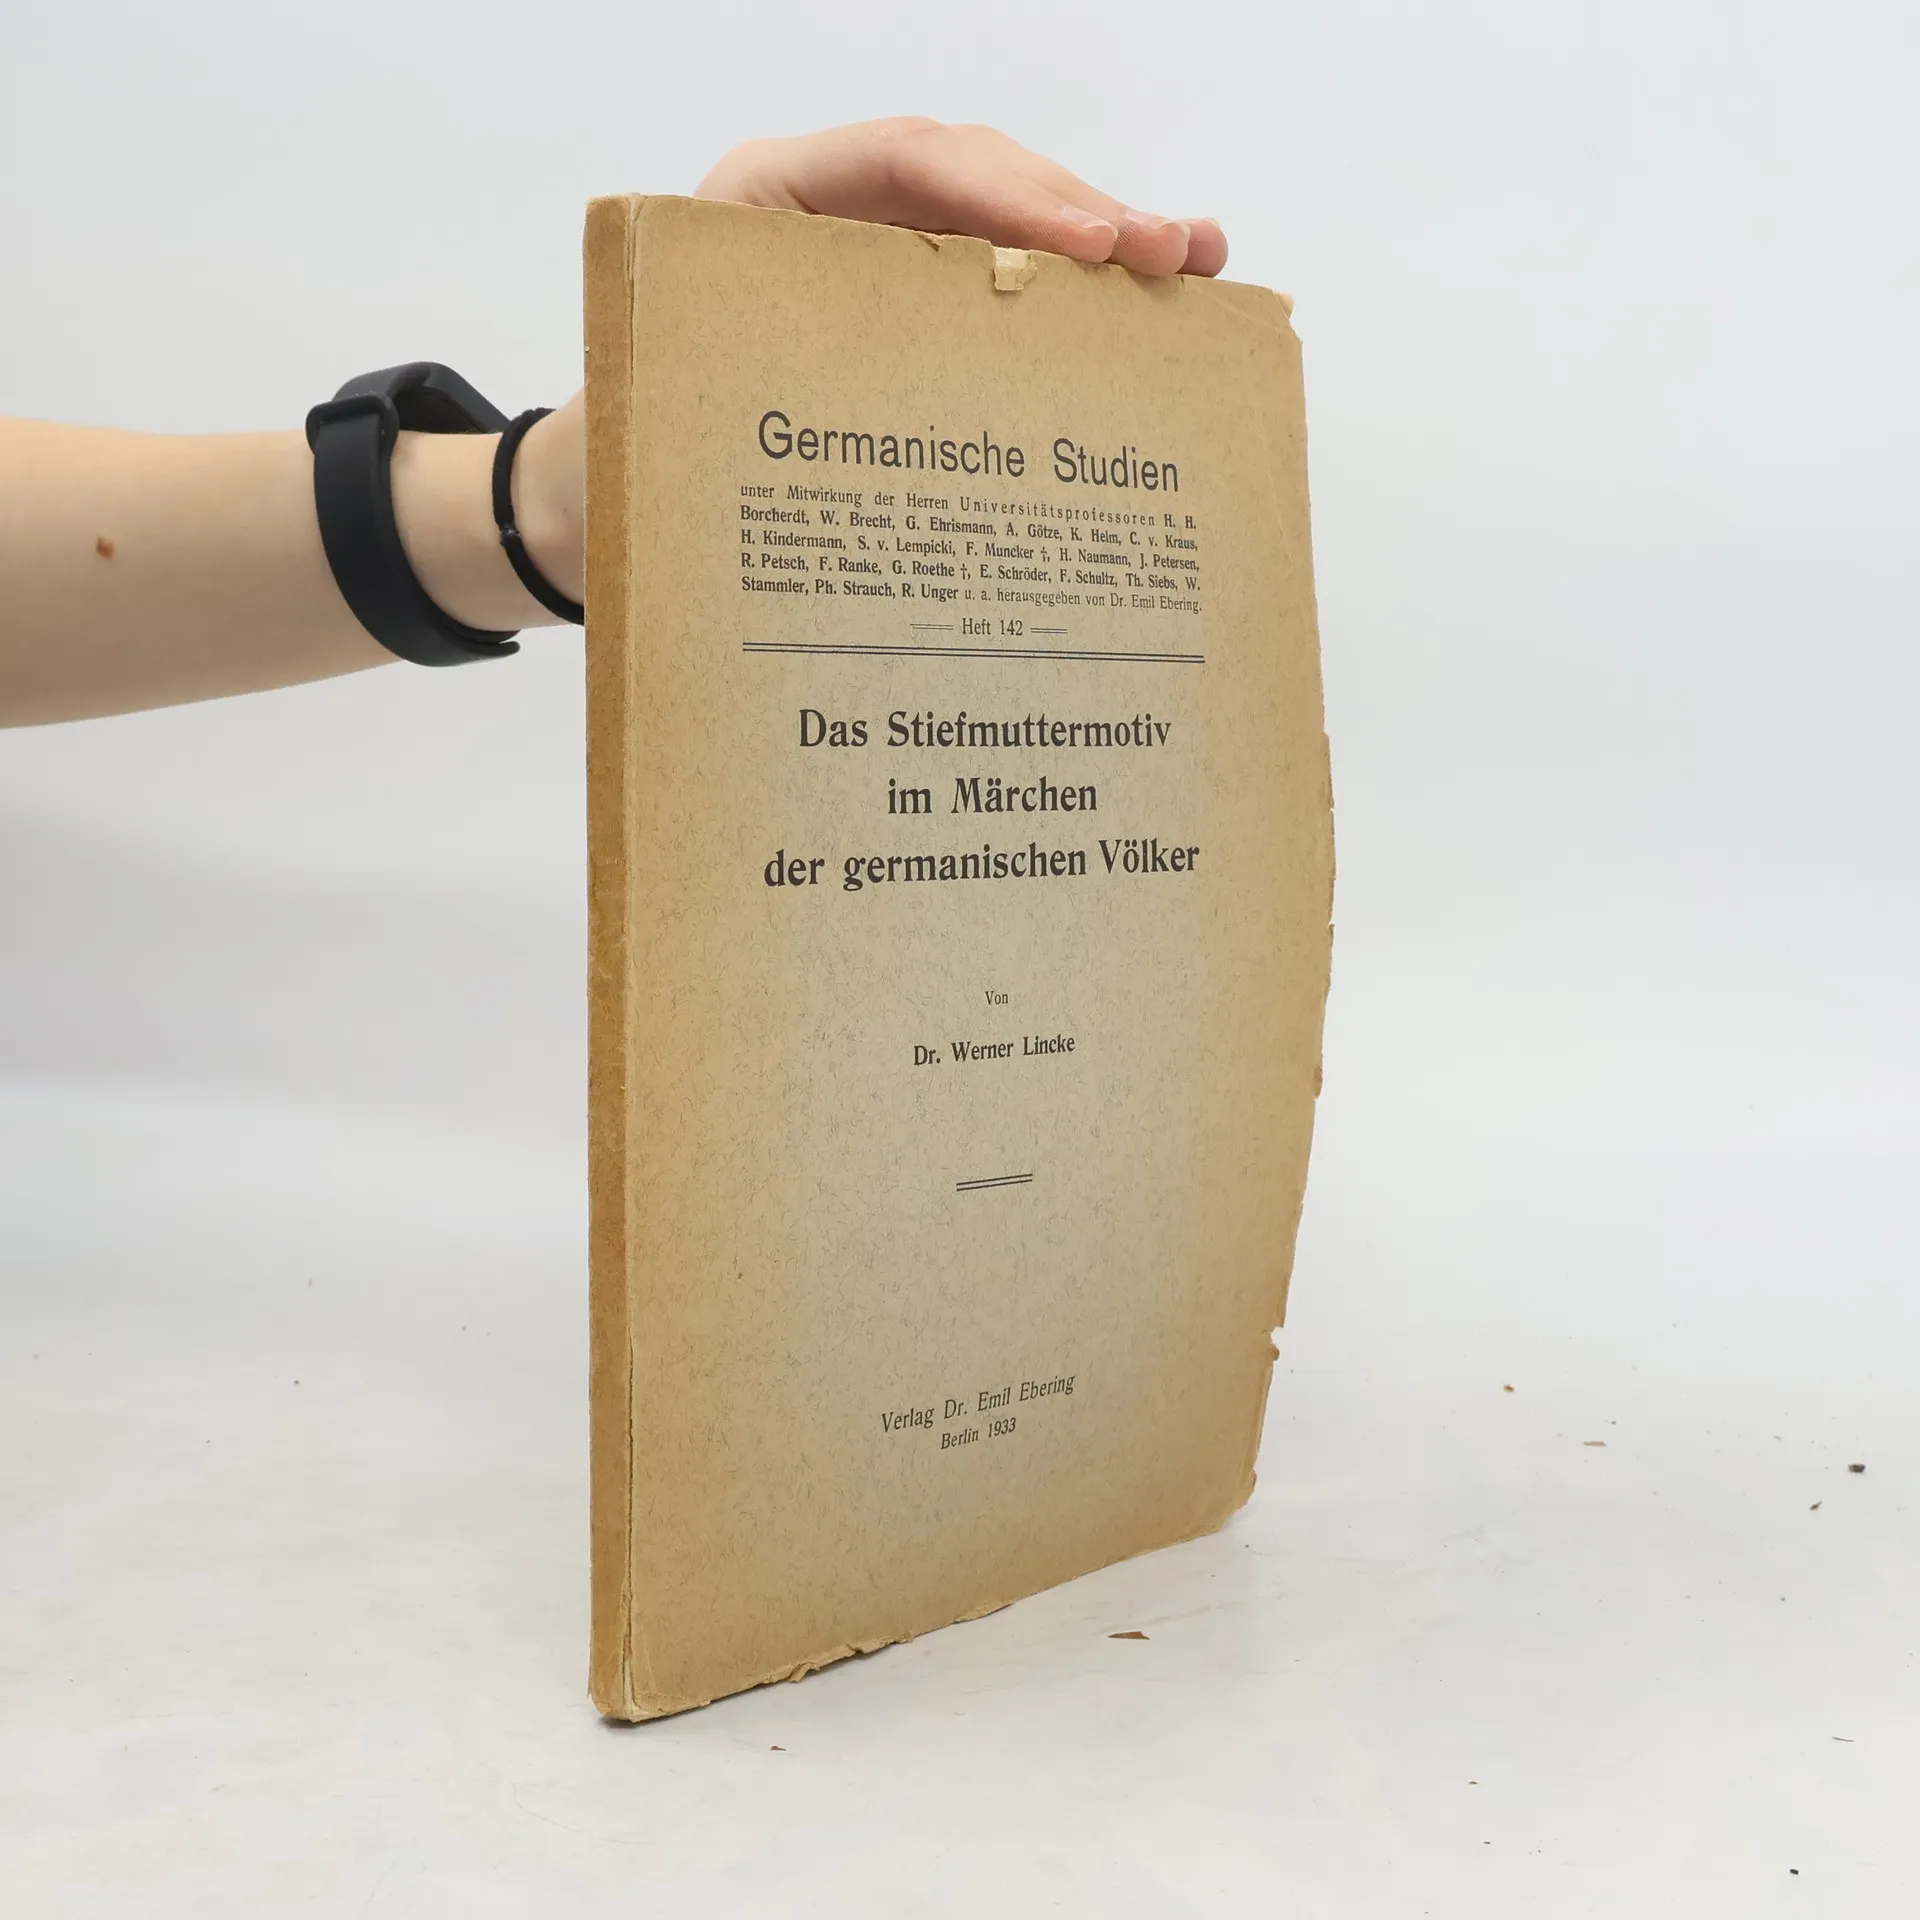 Germanische Studien
unter Mitwirkung der Herren Universitätsprofessoren H. H.
Borcherdt, W. Brecht, G. Ehrismann, A. Götze, K. Helm, C. v. Kraus,
H. Kindermann, S. v. Lempicki, F. Muncker †, H. Naumann, J. Petersen,
R. Petsch, F. Ranke, G. Roethe †, E. Schröder, F. Schultz, Th. Siebs, W.
Stammler, Ph. Strauch, R. Unger u. a. herausgegeben von Dr. Emil Ebering.
Heft 142
Das Stiefmuttermotiv
im Märchen
der germanischen Völker
Von
Dr. Werner Lincke
Verlag Dr. Emil Ebering
Berlin 1933